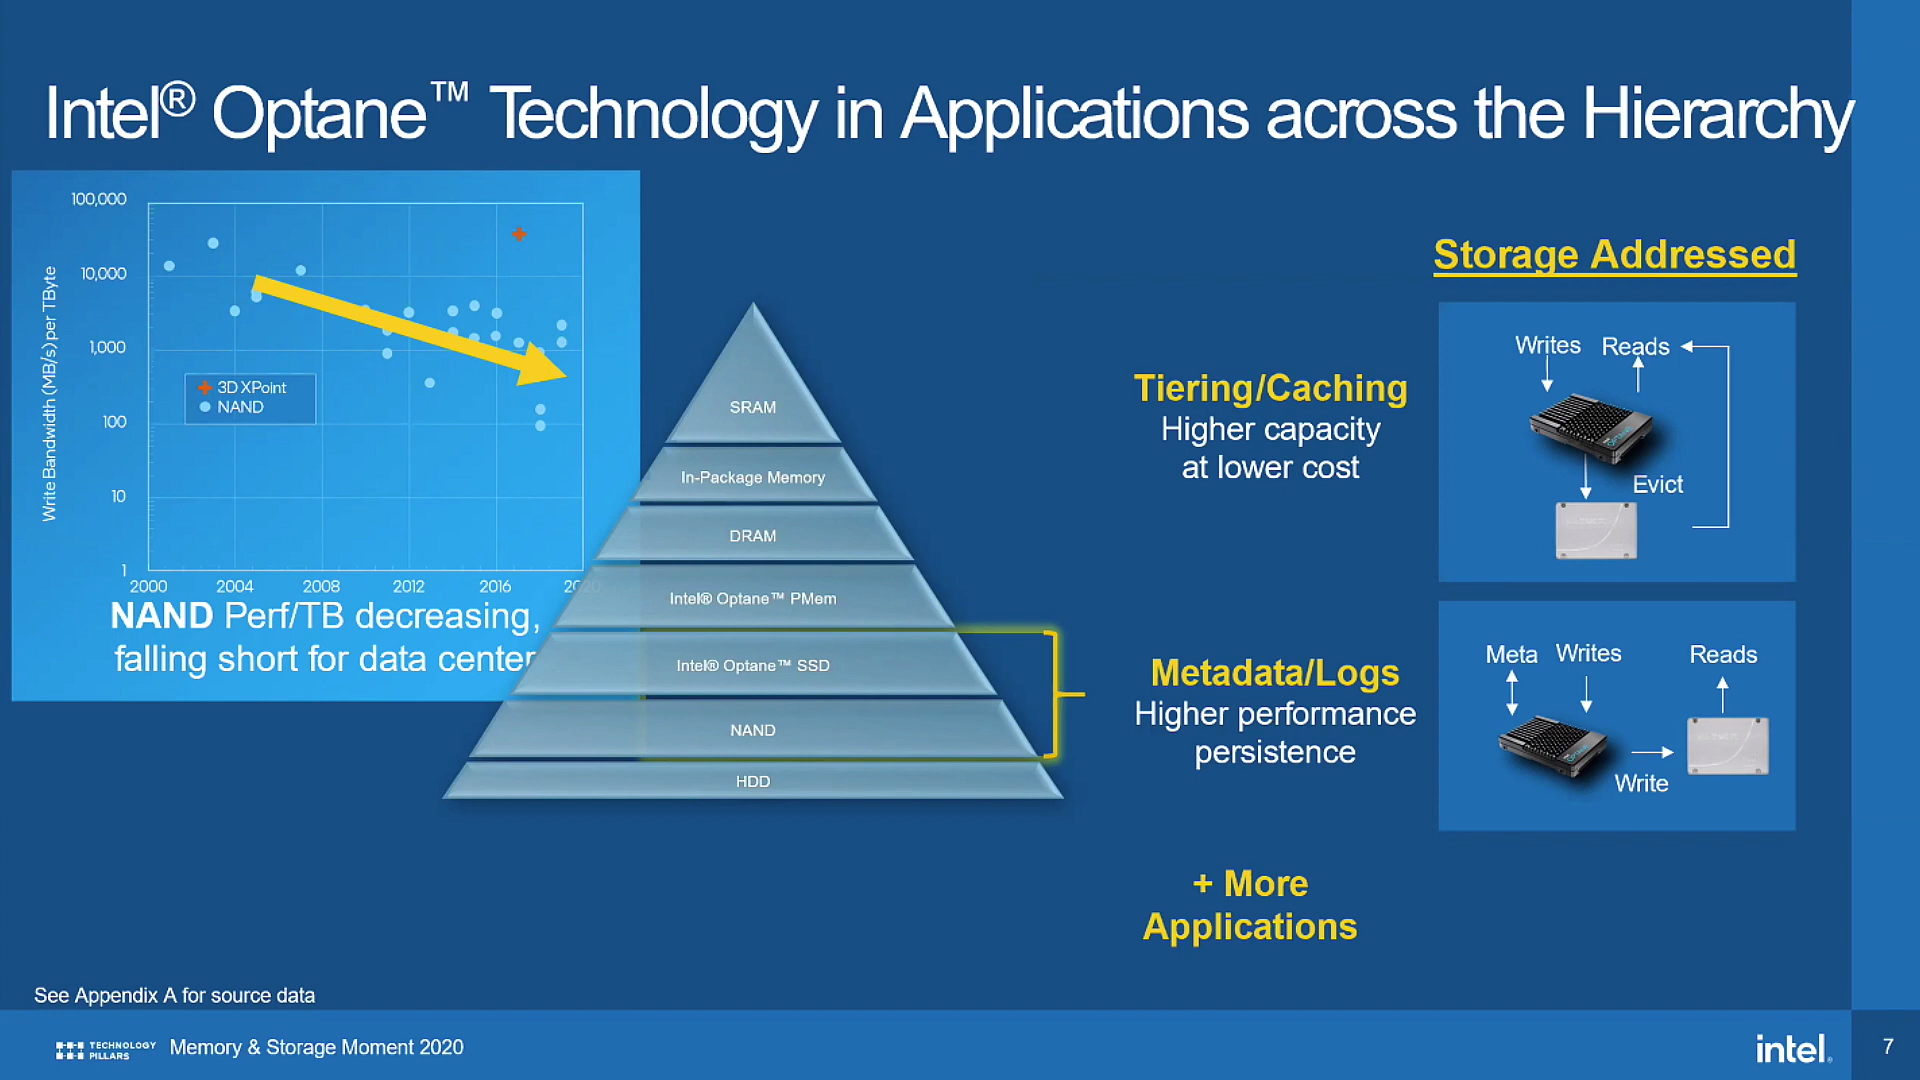 Intel® Optane™ Technology in Applications across the Hierarchy
100,000
10,000
1,000
100
10
1
Write Bandwidth (MB/s) per TByte
3D XPoint
NAND
2000 2004 2008 2012 2016 2020
NAND Perf/TB decreasing,
falling short for data center
SRAM
In-Package Memory
DRAM
Intel® Optane™ PMem
Intel® Optane™ SSD
NAND
HDD
Tiering/Caching
Higher capacity
at lower cost
Metadata/Logs
Higher performance
persistence
+ More
Applications
Storage Addressed
Writes Reads
Evict
Meta Writes Reads
Write
See Appendix A for source data
TECHNOLOGY
PILLARS
Memory & Storage Moment 2020
intel.
7